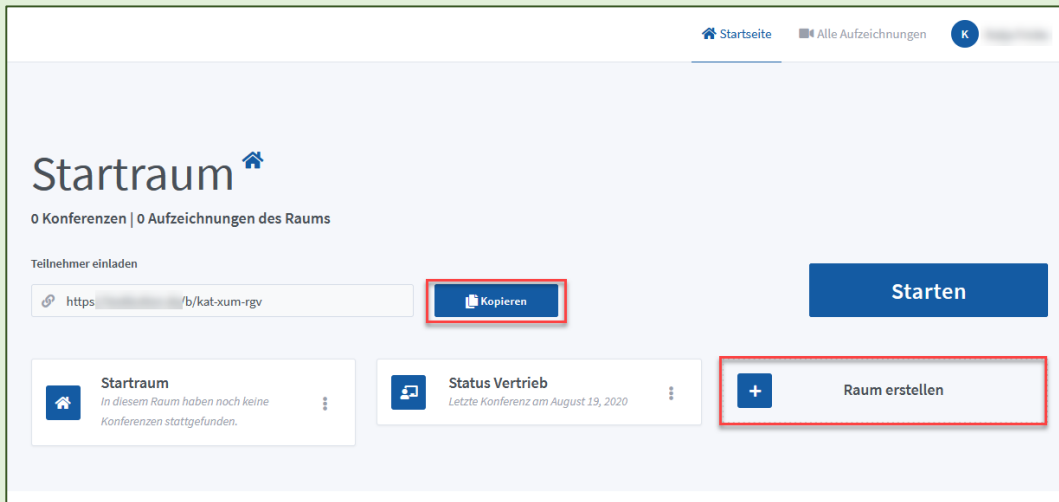 Startseite
Alle Aufzeichnungen
K
Startraum
0 Konferenzen | 0 Aufzeichnungen des Raums
Teilnehmer einladen
https /b/kat-xum-rgv
Kopieren
Starten
Startraum
In diesem Raum haben noch keine
Konferenzen stattgefunden.
Status Vertrieb
Letzte Konferenz am August 19, 2020
Raum erstellen